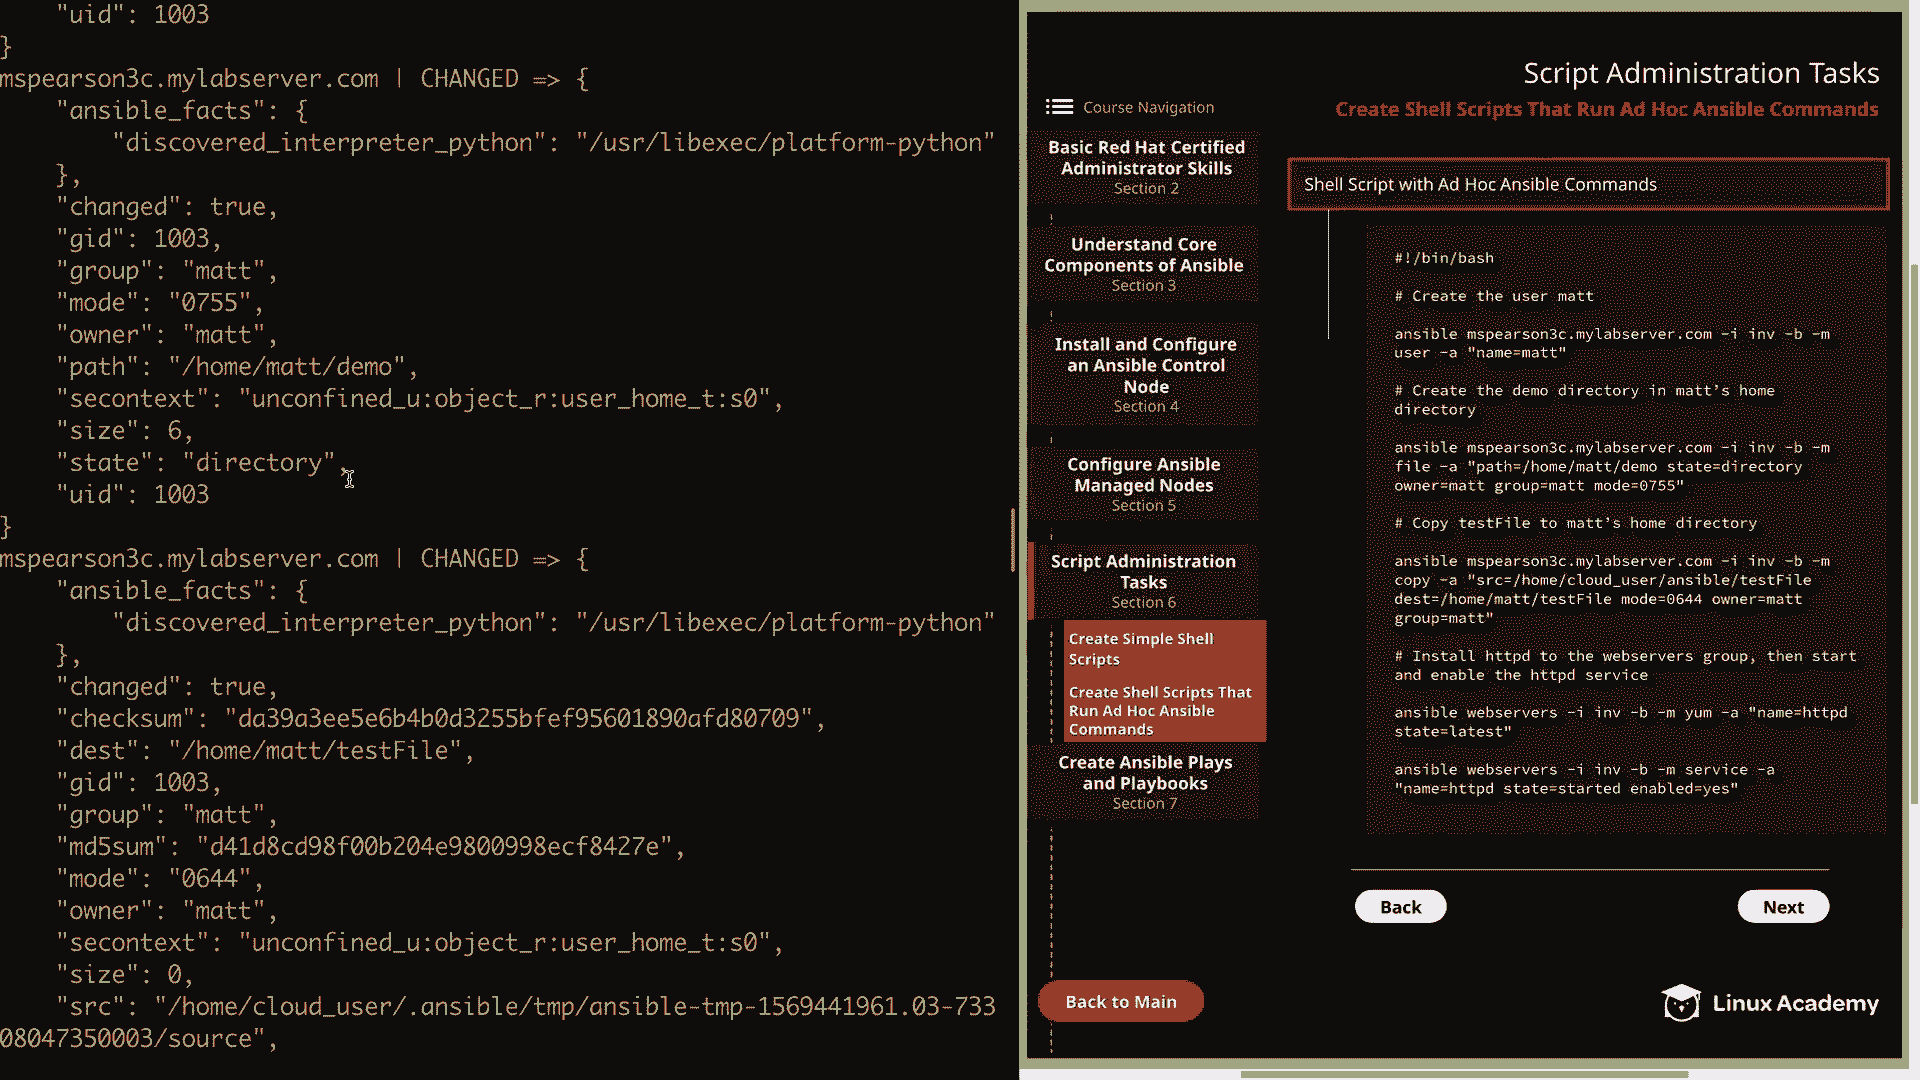 "uid": 1003
}
mspearson3c.mylabserver.com | CHANGED => {
"ansible_facts": {
"discovered_interpreter_python": "/usr/libexec/platform-python"
},
"changed": true,
"gid": 1003,
"group": "matt",
"mode": "0755",
"owner": "matt",
"path": "/home/matt/demo",
"secontext": "unconfined_u:object_r:user_home_t:s0",
"size": 6,
"state": "directory",
"uid": 1003
}
mspearson3c.mylabserver.com | CHANGED => {
"ansible_facts": {
"discovered_interpreter_python": "/usr/libexec/platform-python"
},
"changed": true,
"checksum": "da39a3ee5e6b4b0d3255bfef95601890afd80709",
"dest": "/home/matt/testFile",
"gid": 1003,
"group": "matt",
"md5sum": "d41d8cd98f00b204e9800998ecf8427e",
"mode": "0644",
"owner": "matt",
"secontext": "unconfined_u:object_r:user_home_t:s0",
"size": 0,
"src": "/home/cloud_user/.ansible/tmp/ansible-tmp-1569441961.03-733
08047350003/source",
Script Administration Tasks
Create Shell Scripts That Run Ad Hoc Ansible Commands
Course Navigation
Basic Red Hat Certified
Administrator Skills
Section 2
Understand Core
Components of Ansible
Section 3
Install and Configure
an Ansible Control
Node
Section 4
Configure Ansible
Managed Nodes
Section 5
Script Administration
Tasks
Section 6
Create Simple Shell
Scripts
Create Shell Scripts That
Run Ad Hoc Ansible
Commands
Create Ansible Plays
and Playbooks
Section 7
Back to Main
Shell Script with Ad Hoc Ansible Commands
#!/bin/bash
# Create the user matt
ansible mspearson3c.mylabserver.com -i inv -b -m
user -a "name=matt"
# Create the demo directory in matt's home
directory
ansible mspearson3c.mylabserver.com -i inv -b -m
file -a "path=/home/matt/demo state=directory
owner=matt group=matt mode=0755"
# Copy testFile to matt's home directory
ansible mspearson3c.mylabserver.com -i inv -b -m
copy -a "src=/home/cloud_user/ansible/testFile
dest=/home/matt/testFile mode=0644 owner=matt
group=matt"
# Install httpd to the webservers group, then start
and enable the httpd service
ansible webservers -i inv -b -m yum -a "name=httpd
state=latest"
ansible webservers -i inv -b -m service -a
"name=httpd state=started enabled=yes"
Back
Next
Linux Academy